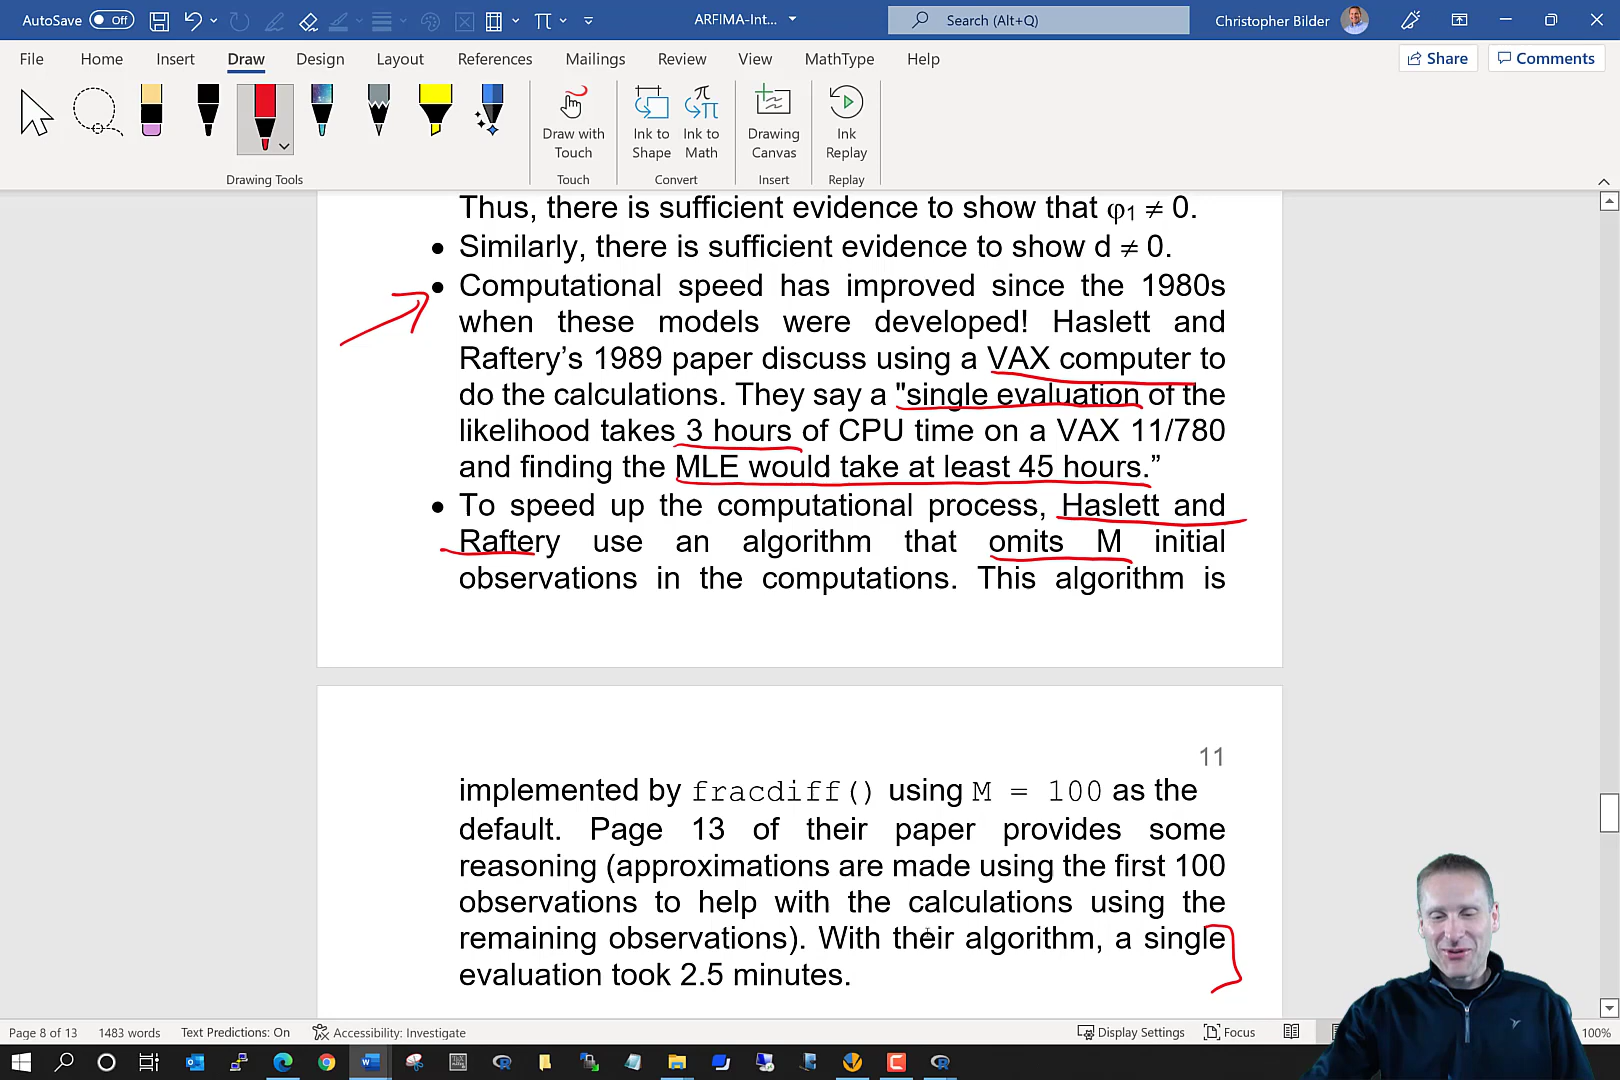 AutoSave Off ARFIMA-Int... Search (Alt+Q) Christopher Bilder
File Home Insert Draw Design Layout References Mailings Review View MathType Help Share Comments
Draw with Touch
Ink to Shape
Ink to Math
Drawing Canvas
Ink Replay
Drawing Tools Touch Convert Insert Replay
Thus, there is sufficient evidence to show that φ₁ ≠ 0.
• Similarly, there is sufficient evidence to show d ≠ 0.
• Computational speed has improved since the 1980s
when these models were developed! Haslett and
Raftery’s 1989 paper discuss using a VAX computer to
do the calculations. They say a "single evaluation of the
likelihood takes 3 hours of CPU time on a VAX 11/780
and finding the MLE would take at least 45 hours.”
• To speed up the computational process, Haslett and
Raftery use an algorithm that omits M initial
observations in the computations. This algorithm is
11
implemented by fracdiff() using M = 100 as the
default. Page 13 of their paper provides some
reasoning (approximations are made using the first 100
observations to help with the calculations using the
remaining observations). With their algorithm, a single
evaluation took 2.5 minutes.
Page 8 of 13 1483 words Text Predictions: On Accessibility: Investigate Display Settings Focus 100%